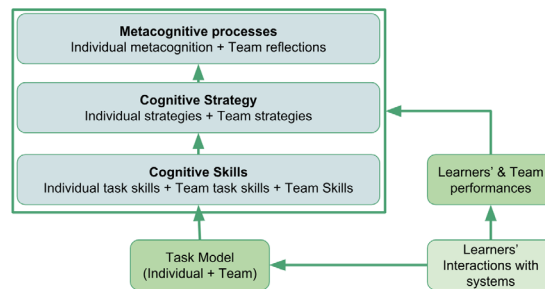 Metacognitive processes
Individual metacognition + Team reflections
Cognitive Strategy
Individual strategies + Team strategies
Cognitive Skills
Individual task skills + Team task skills + Team Skills
Learners' & Team
performances
Task Model
(Individual + Team)
Learners'
Interactions with
systems